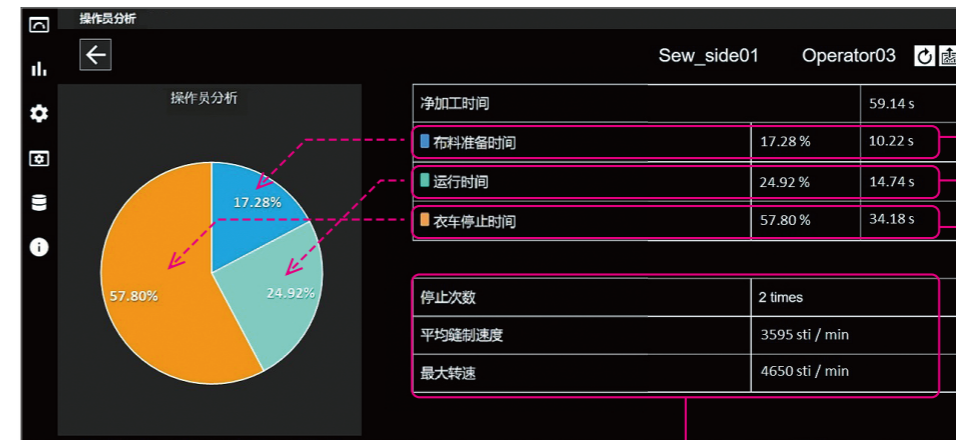 操作员分析
Sew_side01 Operator03
操作员分析
净加工时间 59.14 s
布料准备时间 17.28 % 10.22 s
运行时间 24.92 % 14.74 s
衣车停止时间 57.80 % 34.18 s
17.28%
24.92%
57.80%
停止次数 2 times
平均缝制速度 3595 sti / min
最大转速 4650 sti / min